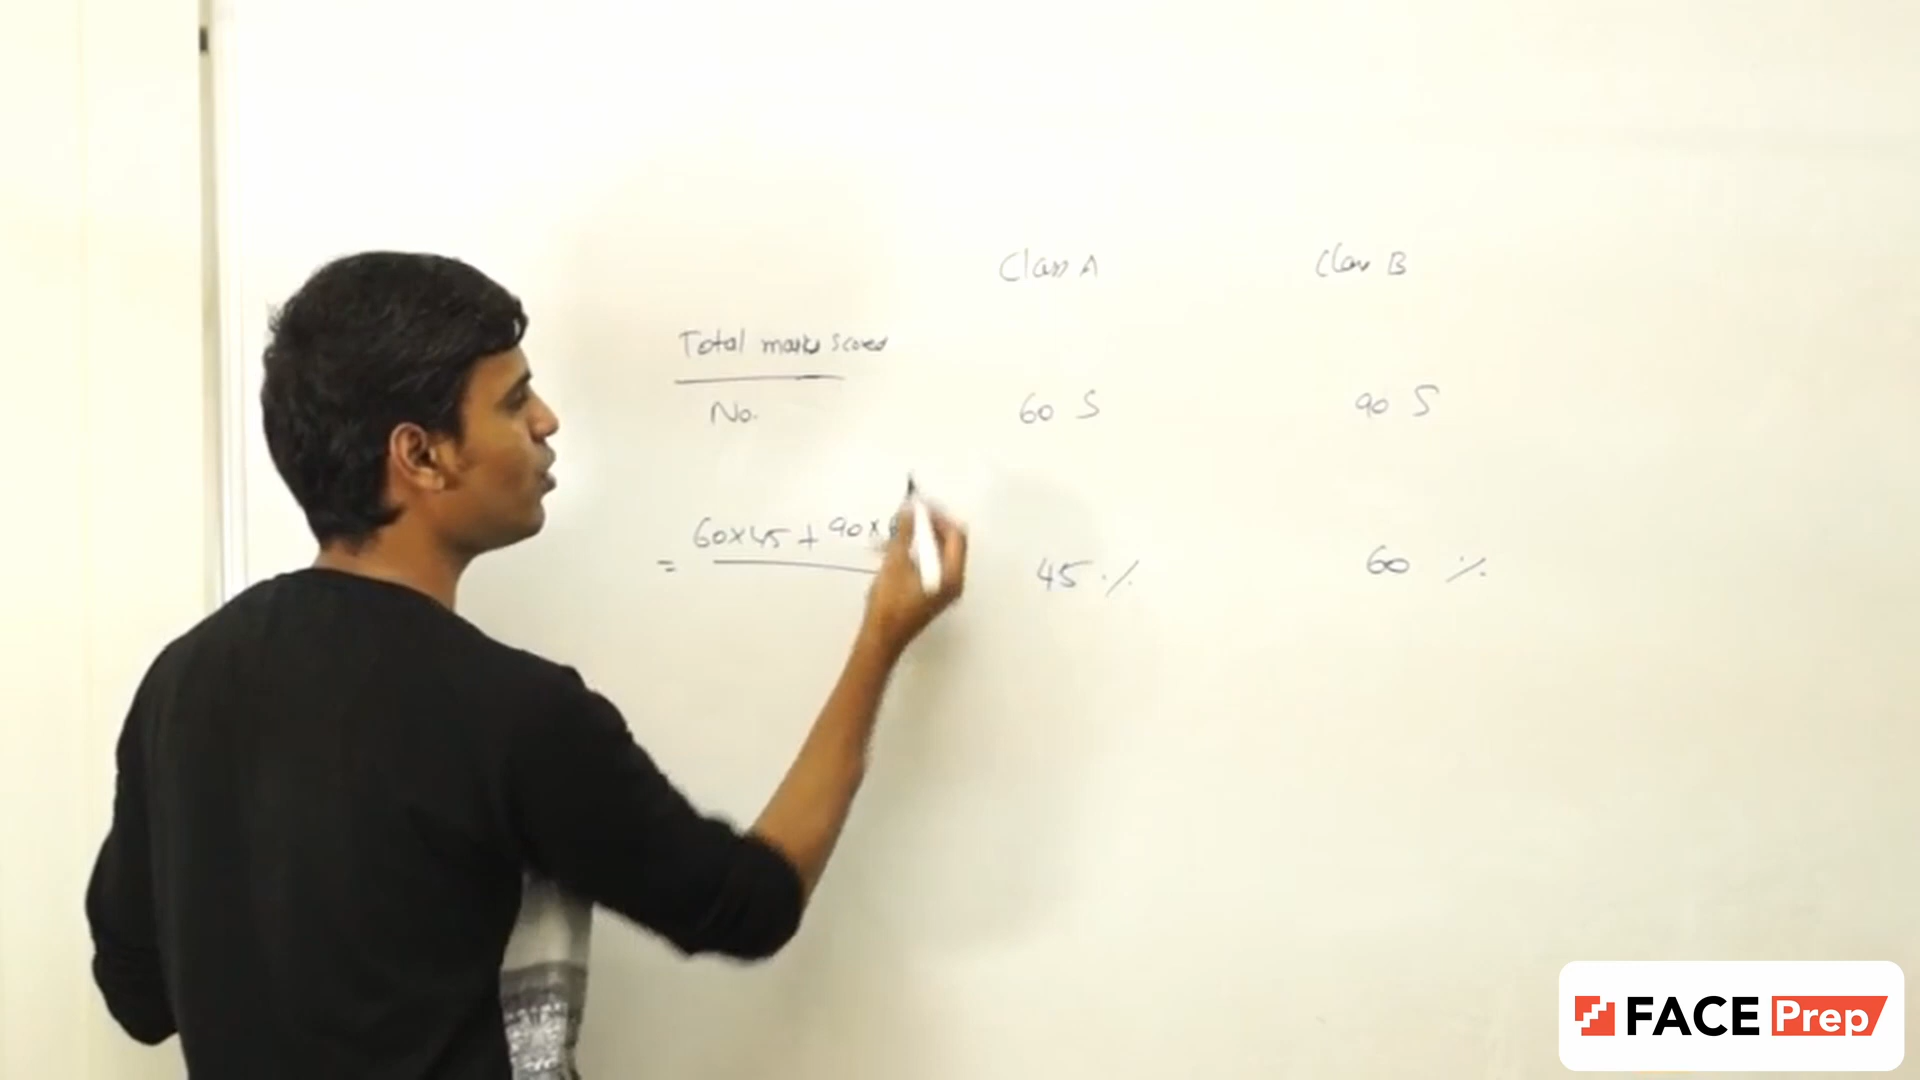 Class A Class B
Total marks scored
No. 60 S 90 S
= 60x45 + 90x
45 % 60 %
FACE Prep